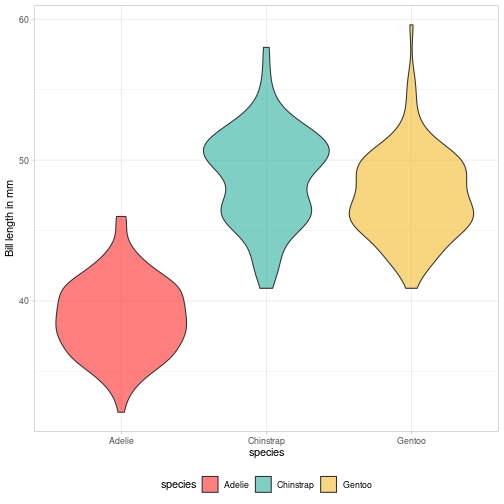 60
50
40
Bill length in mm
Adelie Chinstrap Gentoo
species
species Adelie Chinstrap Gentoo